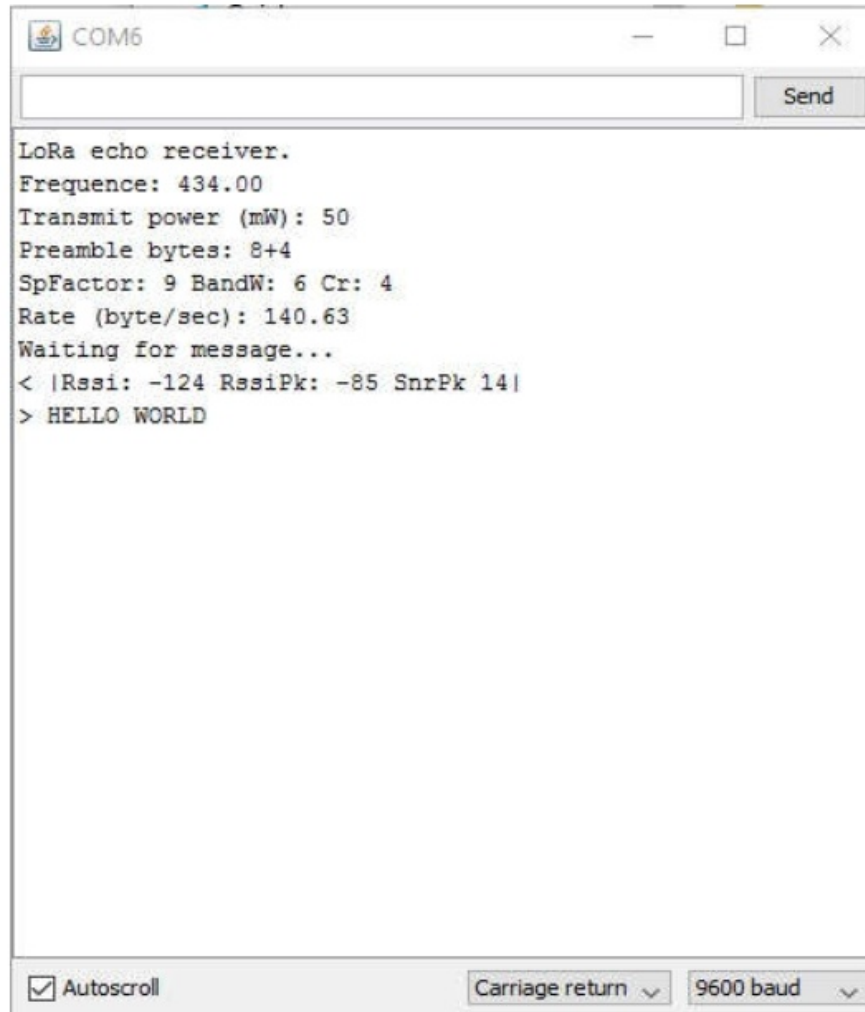 COM6
Send
LoRa echo receiver.
Frequence: 434.00
Transmit power (mW): 50
Preamble bytes: 8+4
SpFactor: 9 BandW: 6 Cr: 4
Rate (byte/sec): 140.63
Waiting for message...
< |Rssi: -124 RssiPk: -85 SnrPk 14|
> HELLO WORLD
Autoscroll Carriage return 9600 baud